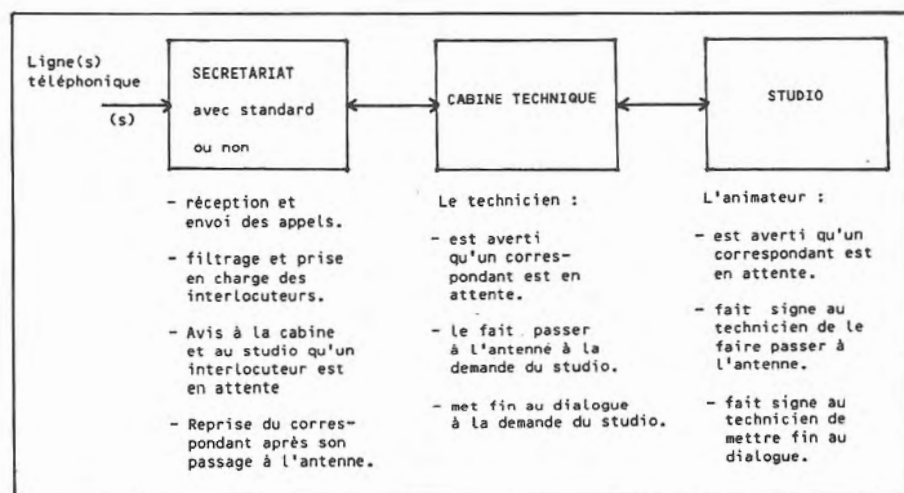 Ligne(s)
téléphonique
(s)
SECRETARIAT
avec standard
ou non
CABINE TECHNIQUE
STUDIO
- réception et
envoi des appels.
- filtrage et prise
en charge des
interlocuteurs.
- Avis à la cabine
et au studio qu'un
interlocuteur est
en attente
- Reprise du corres-
pondant après son
passage à l'antenne.
Le technicien :
- est averti
qu'un corres-
pondant est en
attente.
- le fait passer
à l'antenné à la
demande du studio.
- met fin au dialogue
à la demande du studio.
L'animateur :
- est averti qu'un
correspondant est
en attente.
- fait signe au
technicien de le
faire passer à
l'antenne.
- fait signe au
technicien de
mettre fin au
dialogue.